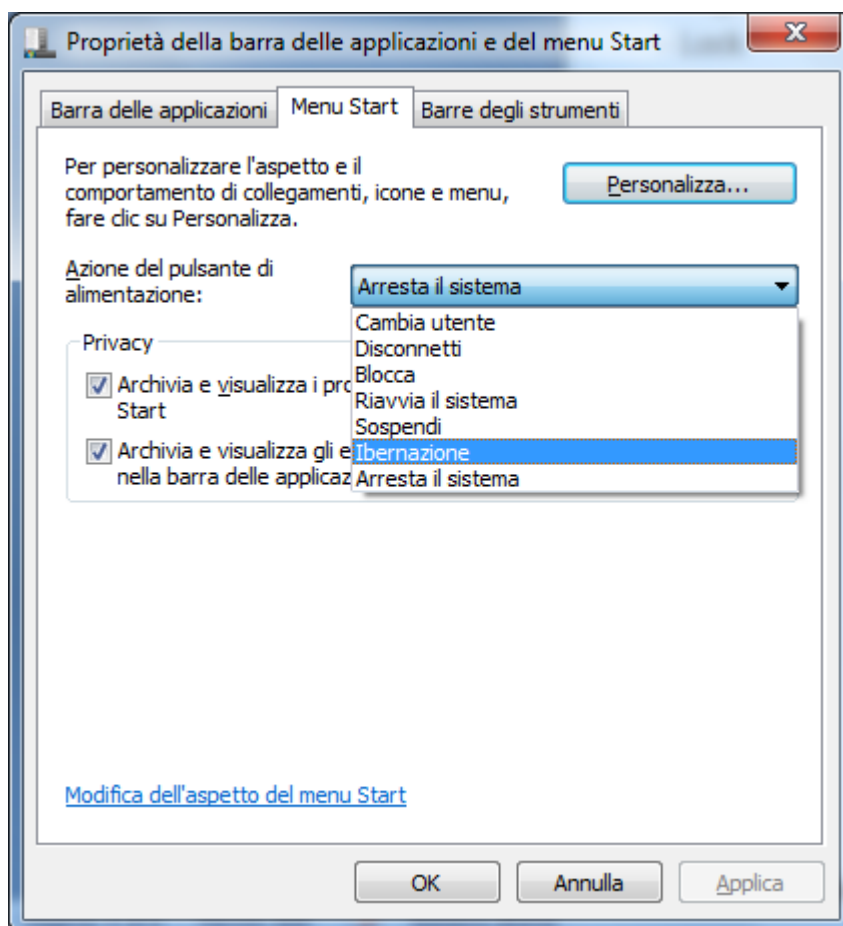 Proprietà della barra delle applicazioni e del menu Start
Barra delle applicazioni
Menu Start
Barre degli strumenti
Per personalizzare l'aspetto e il
comportamento di collegamenti, icone e menu,
fare clic su Personalizza.
Personalizza...
Azione del pulsante di
alimentazione:
Arresta il sistema
Cambia utente
Disconnetti
Blocca
Riavvia il sistema
Sospendi
Ibernazione
Arresta il sistema
Privacy
Archivia e visualizza i
Start
Archivia e visualizza gli
nella barra delle
Modifica dell'aspetto del menu Start
OK
Annulla
Applica